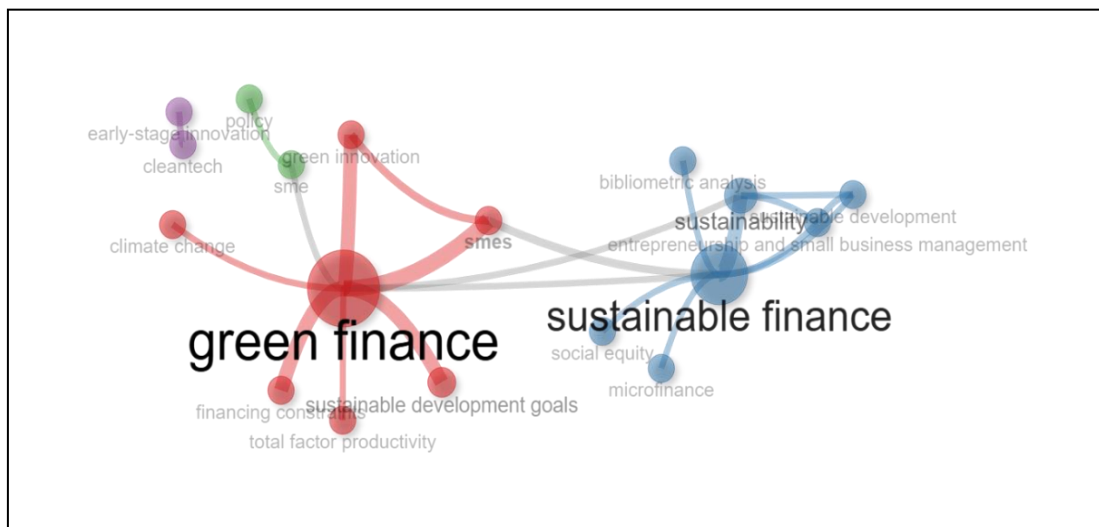 policy
early-stage innovation
green innovation
cleantech
sme
bibliometric analysis
sustainability
sustainable development
climate change
smes
entrepreneurship and small business management
sustainable finance
green finance
social equity
microfinance
sustainable development goals
financing constraints
total factor productivity